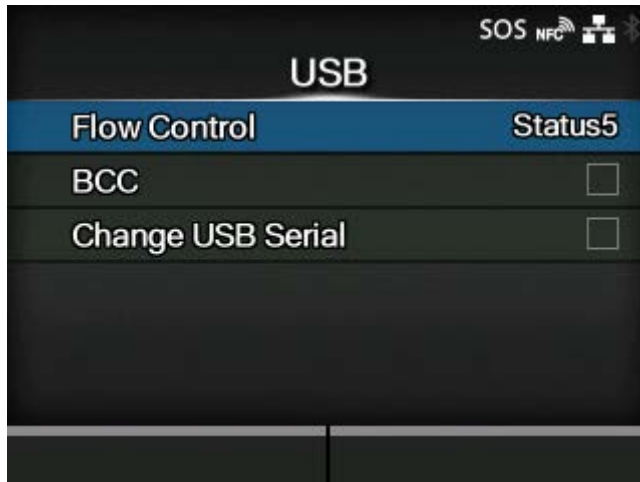 SOS NFC
USB
Flow Control Status5
BCC
Change USB Serial